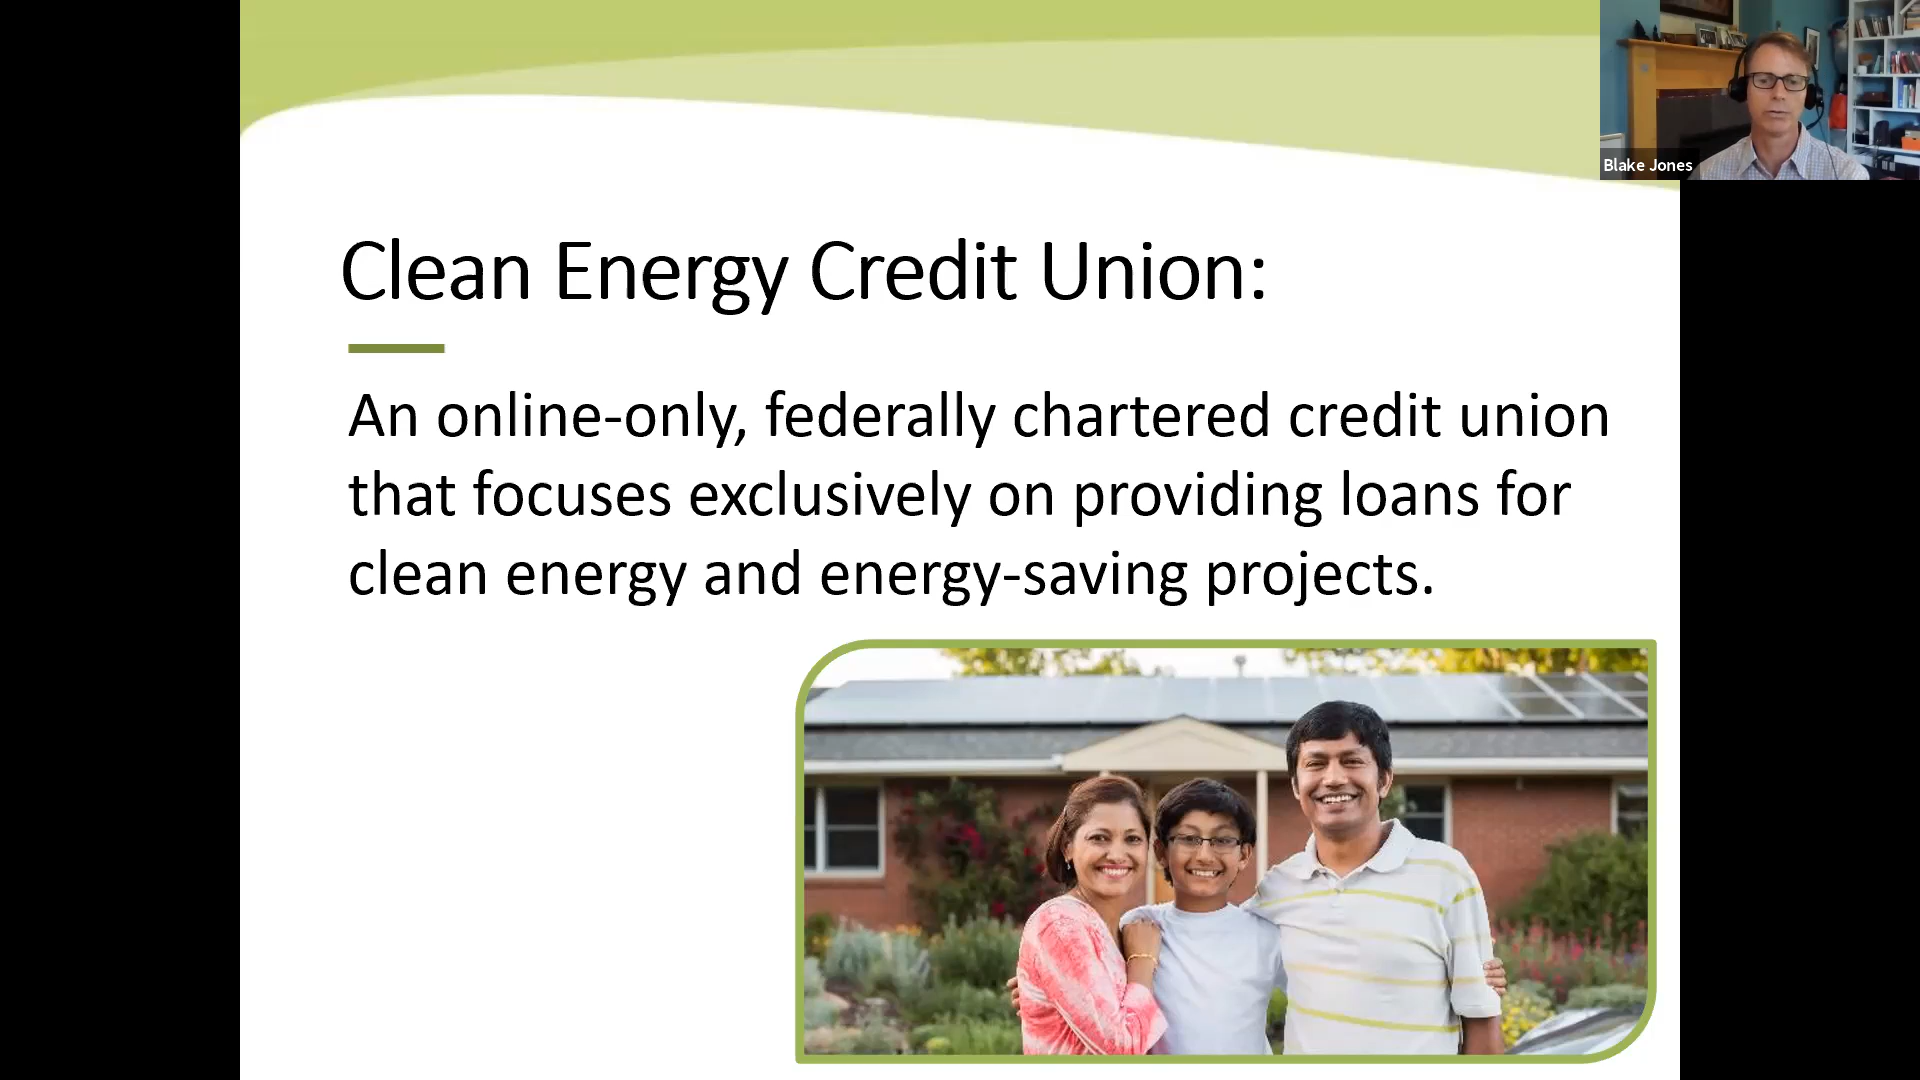 Blake Jones
Clean Energy Credit Union:
An online-only, federally chartered credit union
that focuses exclusively on providing loans for
clean energy and energy-saving projects.